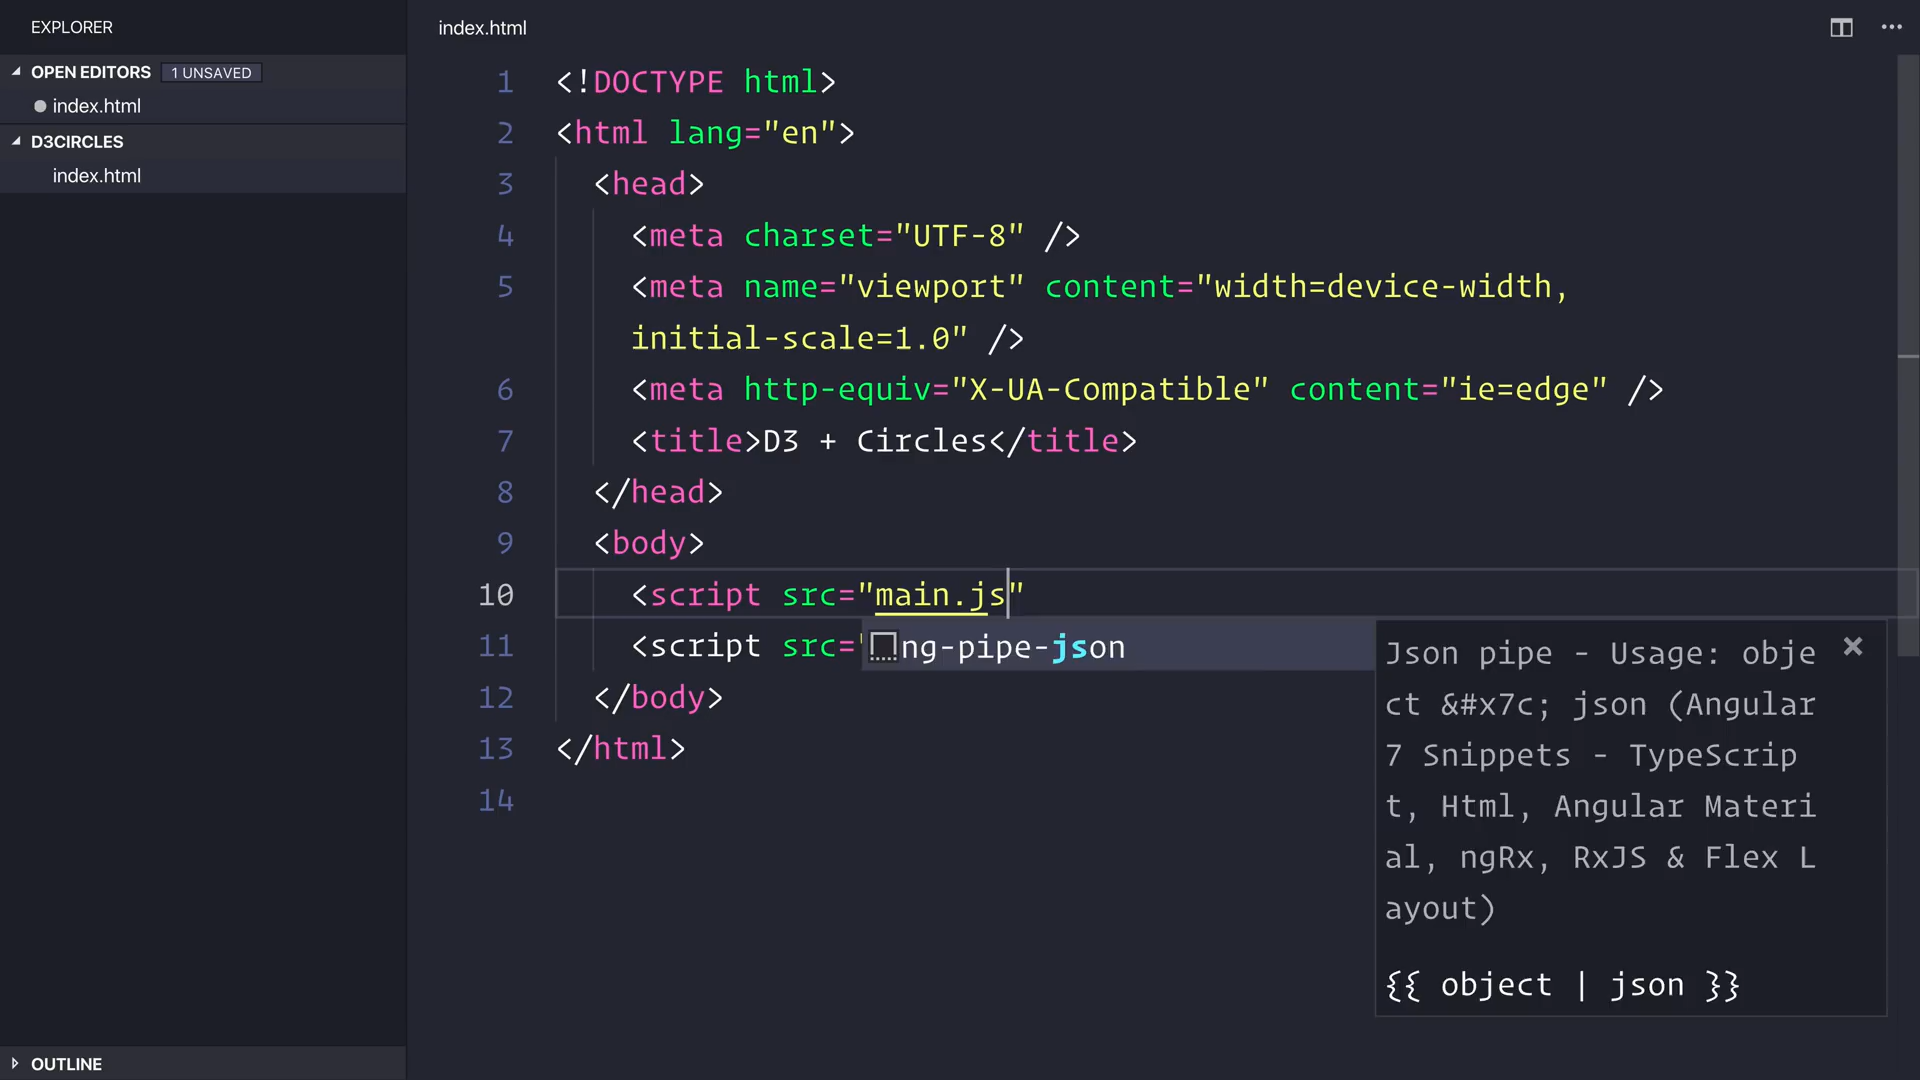 EXPLORER
OPEN EDITORS 1 UNSAVED
index.html
D3CIRCLES
index.html
OUTLINE
index.html
1 <!DOCTYPE html>
2 <html lang="en">
3 <head>
4 <meta charset="UTF-8" />
5 <meta name="viewport" content="width=device-width,
initial-scale=1.0" />
6 <meta http-equiv="X-UA-Compatible" content="ie=edge" />
7 <title>D3 + Circles</title>
8 </head>
9 <body>
10 <script src="main.js"
11 <script src=
12 </body>
13 </html>
14
ng-pipe-json
Json pipe - Usage: obje
ct &#x7c; json (Angular
7 Snippets - TypeScrip
t, Html, Angular Materi
al, ngRx, RxJS & Flex L
ayout)
{{ object | json }}